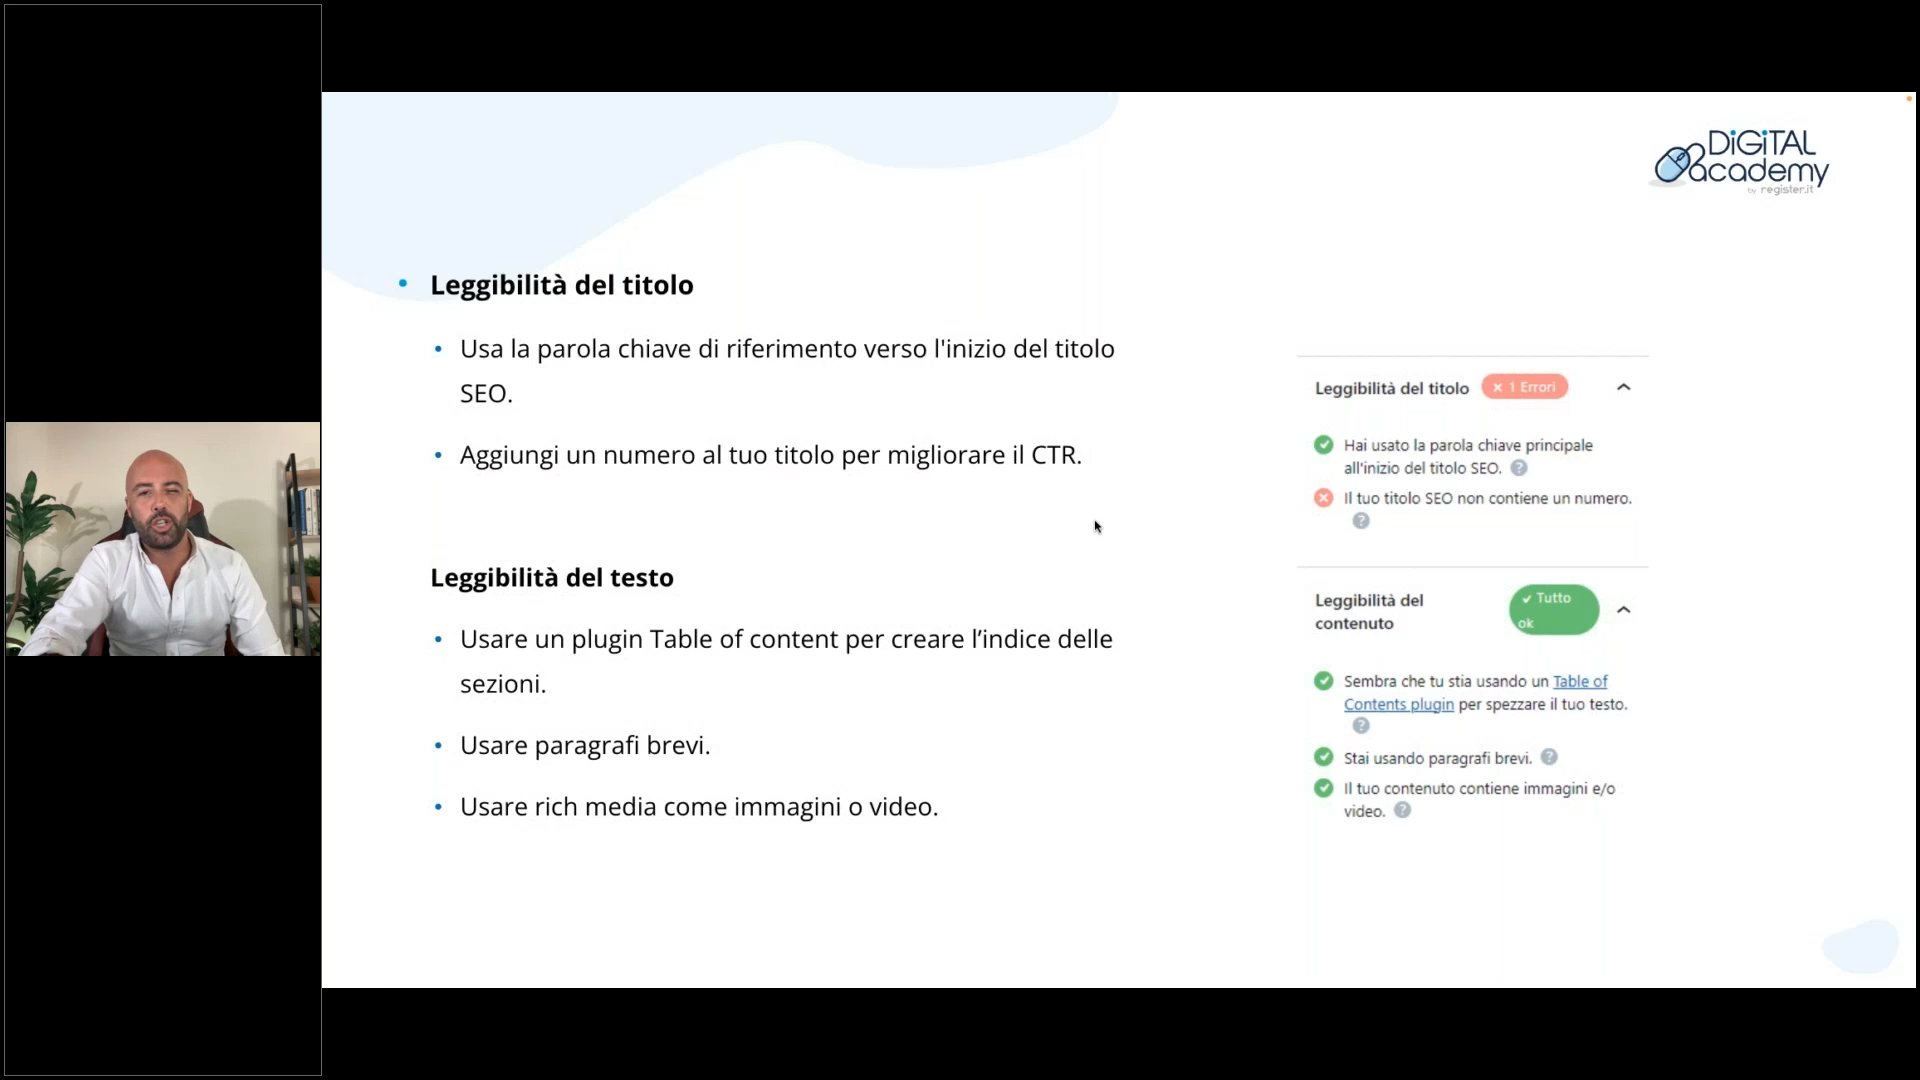 DiGiTAL
academy
by register.it
Leggibilità del titolo
Usa la parola chiave di riferimento verso l'inizio del titolo
SEO.
Aggiungi un numero al tuo titolo per migliorare il CTR.
Leggibilità del testo
Usare un plugin Table of content per creare l’indice delle
sezioni.
Usare paragrafi brevi.
Usare rich media come immagini o video.
Leggibilità del titolo × 1 Errori
Hai usato la parola chiave principale
all'inizio del titolo SEO. ?
Il tuo titolo SEO non contiene un numero.
?
Leggibilità del
contenuto
✓ Tutto
ok
Sembra che tu stia usando un Table of
Contents plugin per spezzare il tuo testo.
?
Stai usando paragrafi brevi. ?
Il tuo contenuto contiene immagini e/o
video. ?